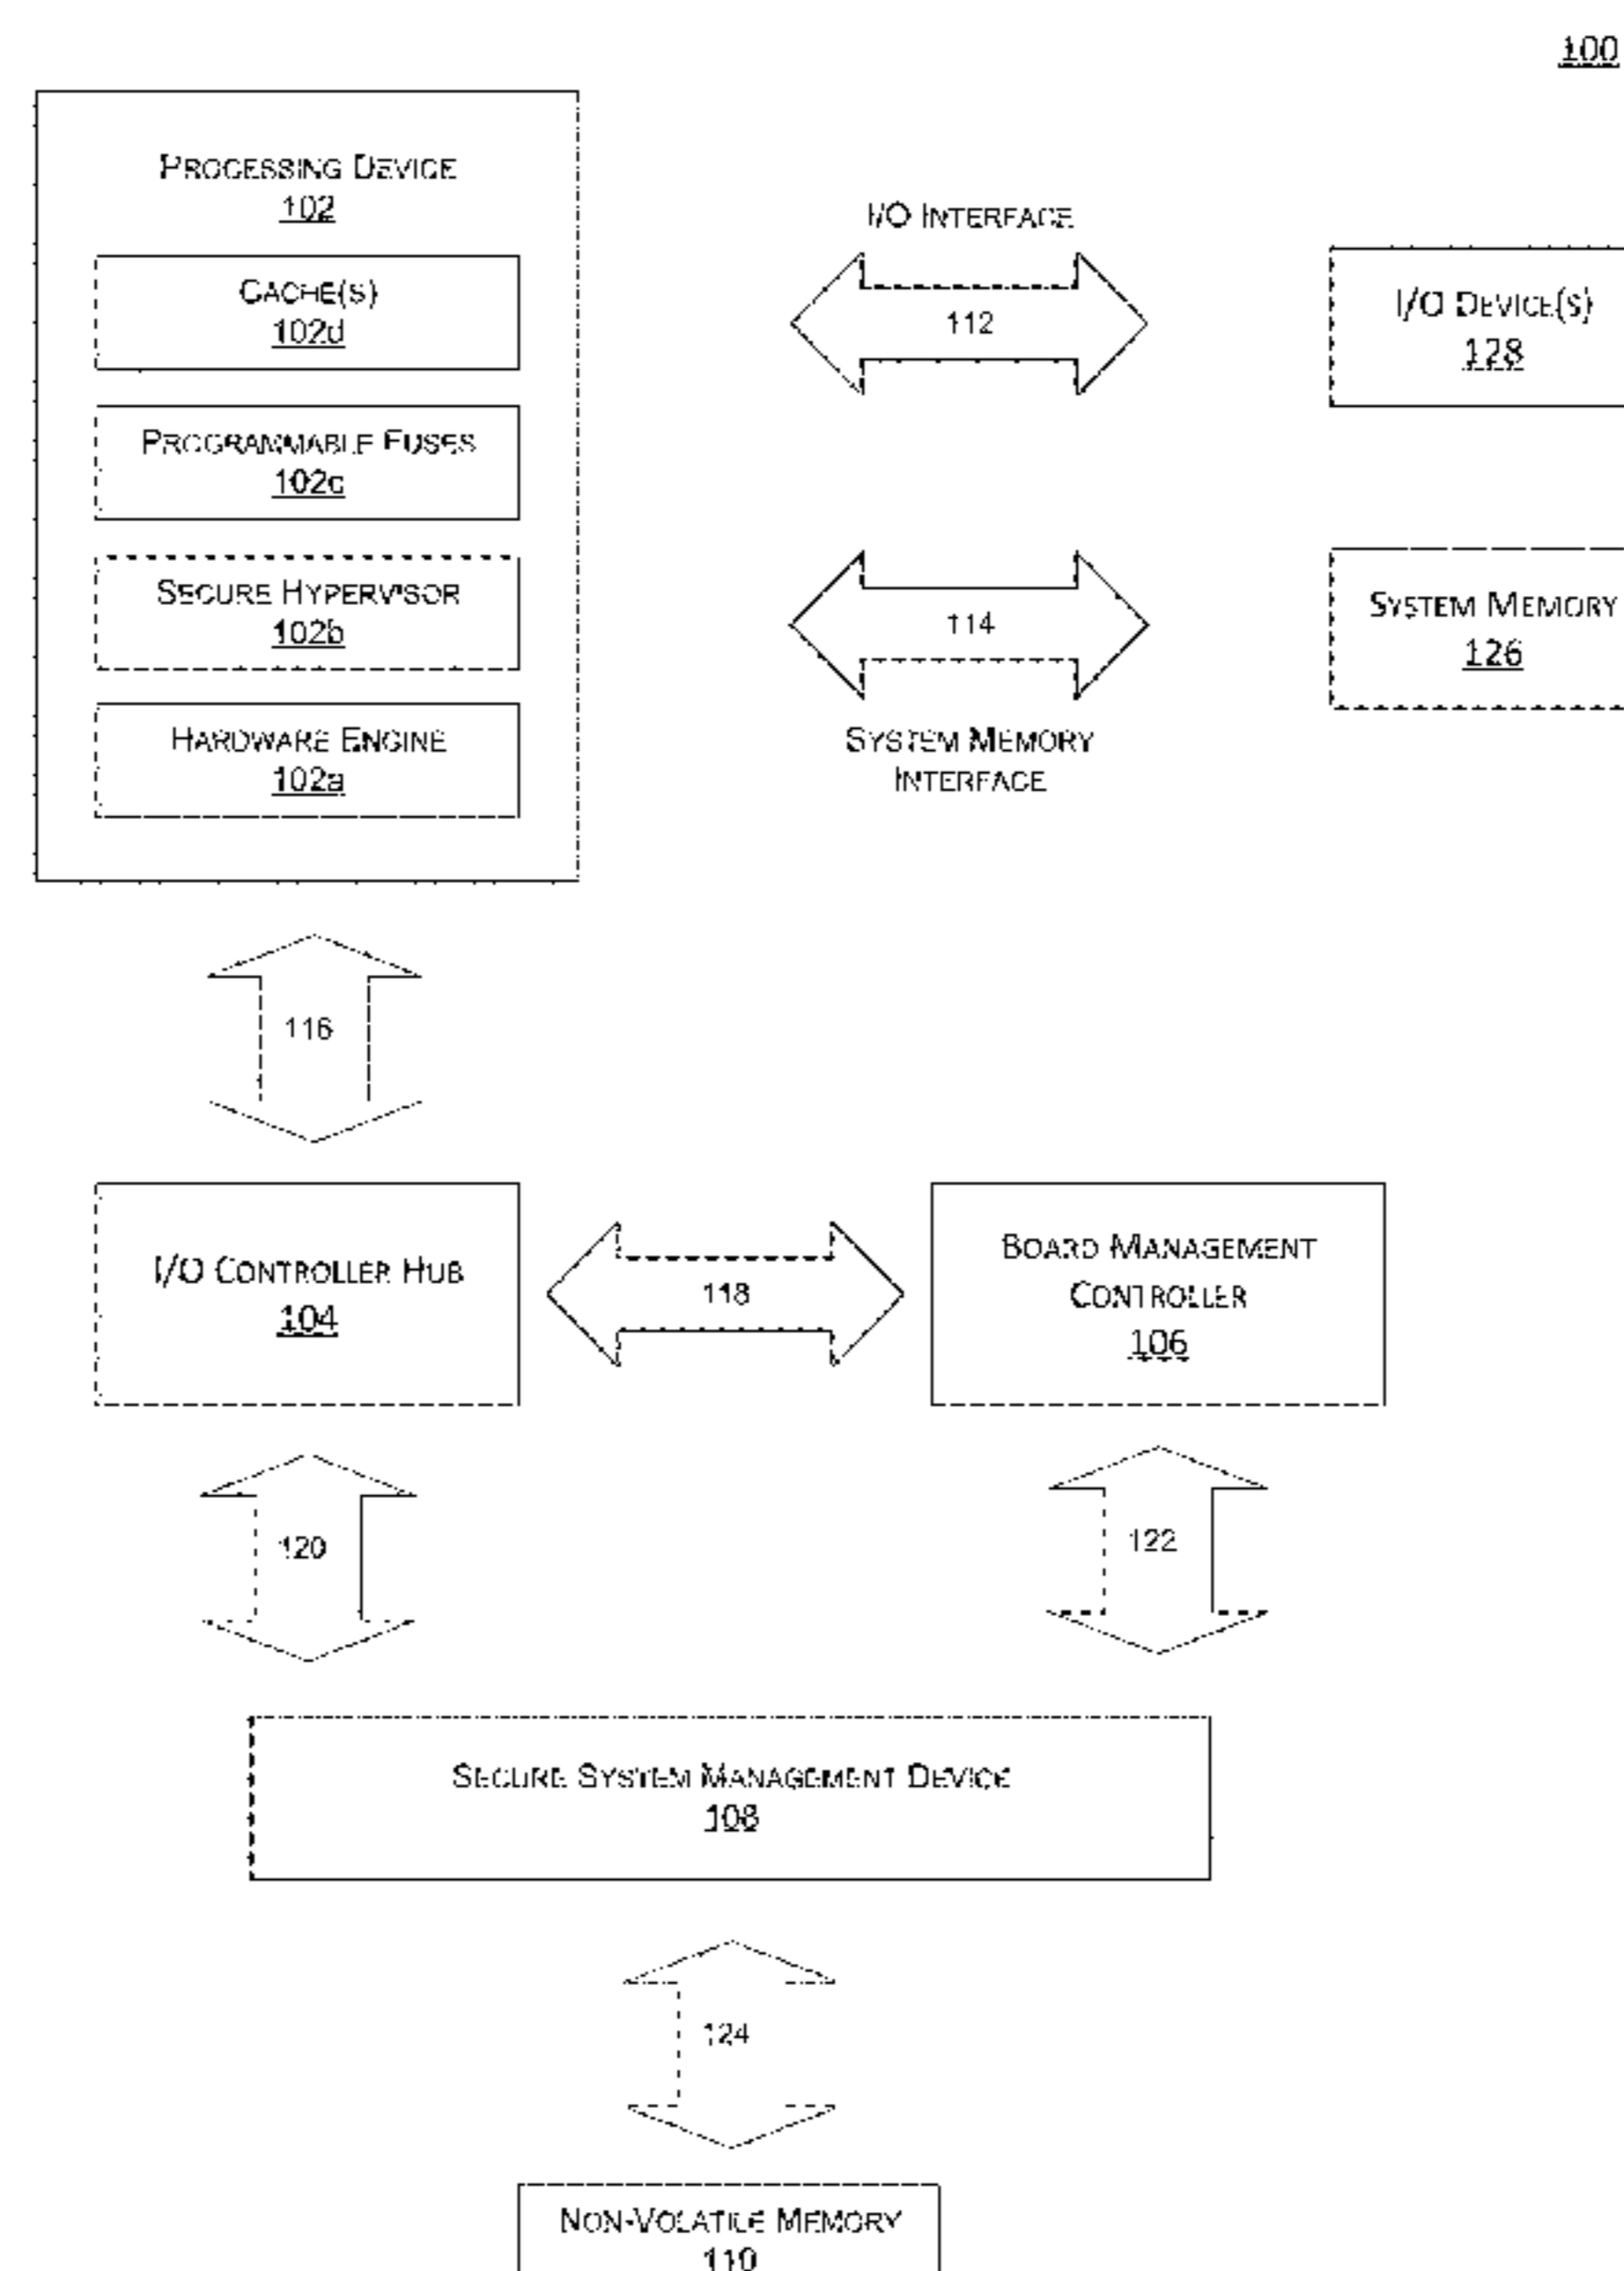 100
PROCESSING DEVICE
102
CACHE(S)
102d
PROGRAMMABLE FUSES
102c
SECURE HYPERVISOR
102b
HARDWARE ENGINE
102a
I/O INTERFACE
112
I/O DEVICE(S)
128
114
SYSTEM MEMORY
INTERFACE
SYSTEM MEMORY
126
116
I/O CONTROLLER HUB
104
118
BOARD MANAGEMENT
CONTROLLER
106
120
122
SECURE SYSTEM MANAGEMENT DEVICE
108
124
NON-VOLATILE MEMORY
110